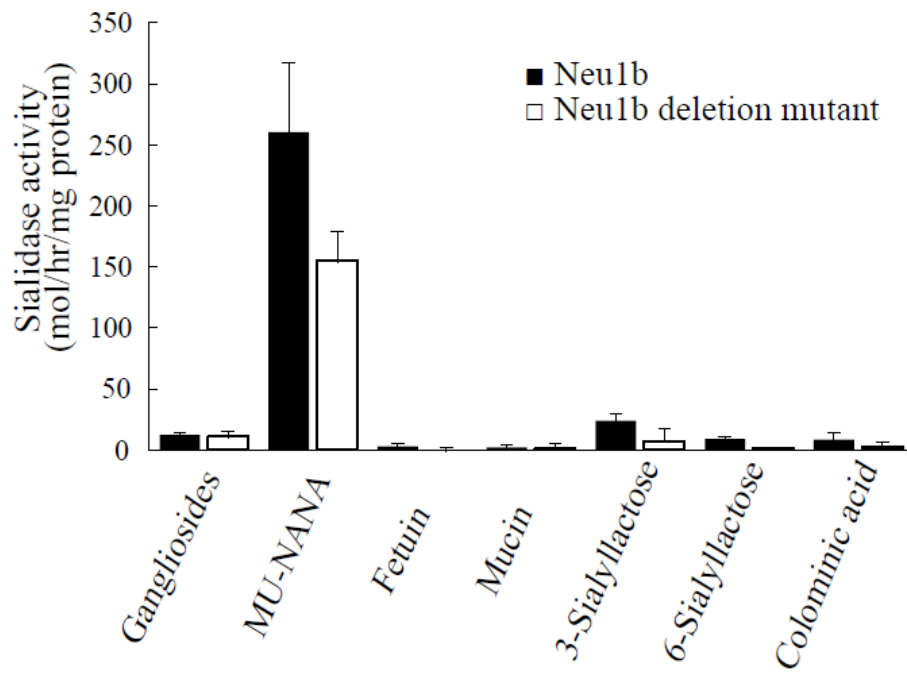 350
300
250
200
150
100
50
0
Sialidase activity
(mol/hr/mg protein)
Neu1b
Neu1b deletion mutant
Gangliosides
MU-NANA
Fetuin
Mucin
3-Sialyllactose
6-Sialyllactose
Colominic acid